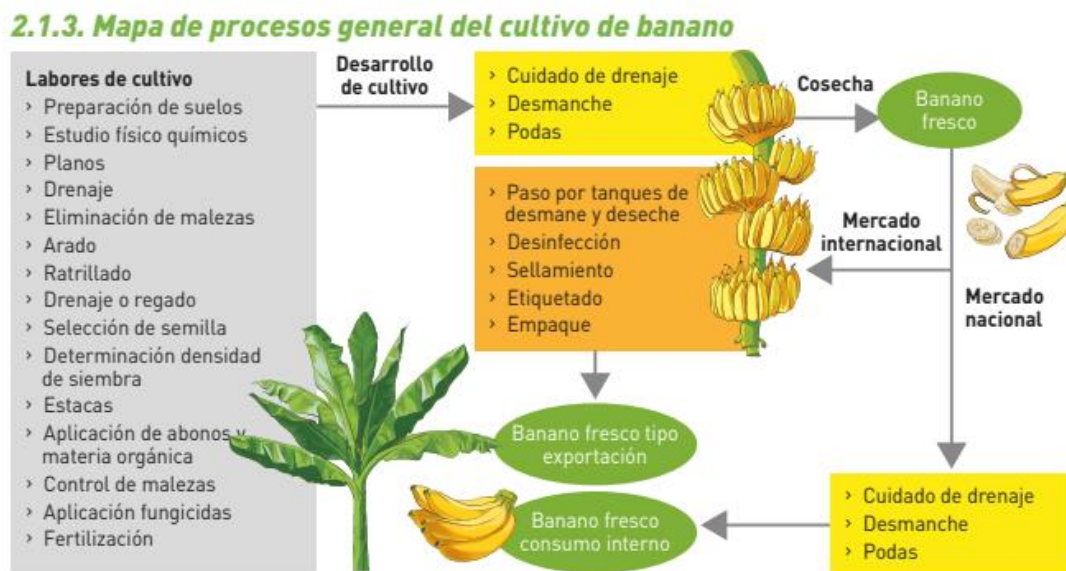 2.1.3. Mapa de procesos general del cultivo de banano
Labores de cultivo
› Preparación de suelos
› Estudio físico químicos
› Planos
› Drenaje
› Eliminación de malezas
› Arado
› Ratrillado
› Drenaje o regado
› Selección de semilla
› Determinación densidad
de siembra
› Estacas
› Aplicación de abonos y
materia orgánica
› Control de malezas
› Aplicación fungicidas
› Fertilización
Desarrollo
de cultivo
› Cuidado de drenaje
› Desmanche
› Podas
Cosecha
Banano
fresco
Mercado
internacional
Mercado
nacional
› Paso por tanques de
desmane y deseche
› Desinfección
› Sellamiento
› Etiquetado
› Empaque
Banano fresco tipo
exportación
› Cuidado de drenaje
› Desmanche
› Podas
Banano fresco
consumo interno